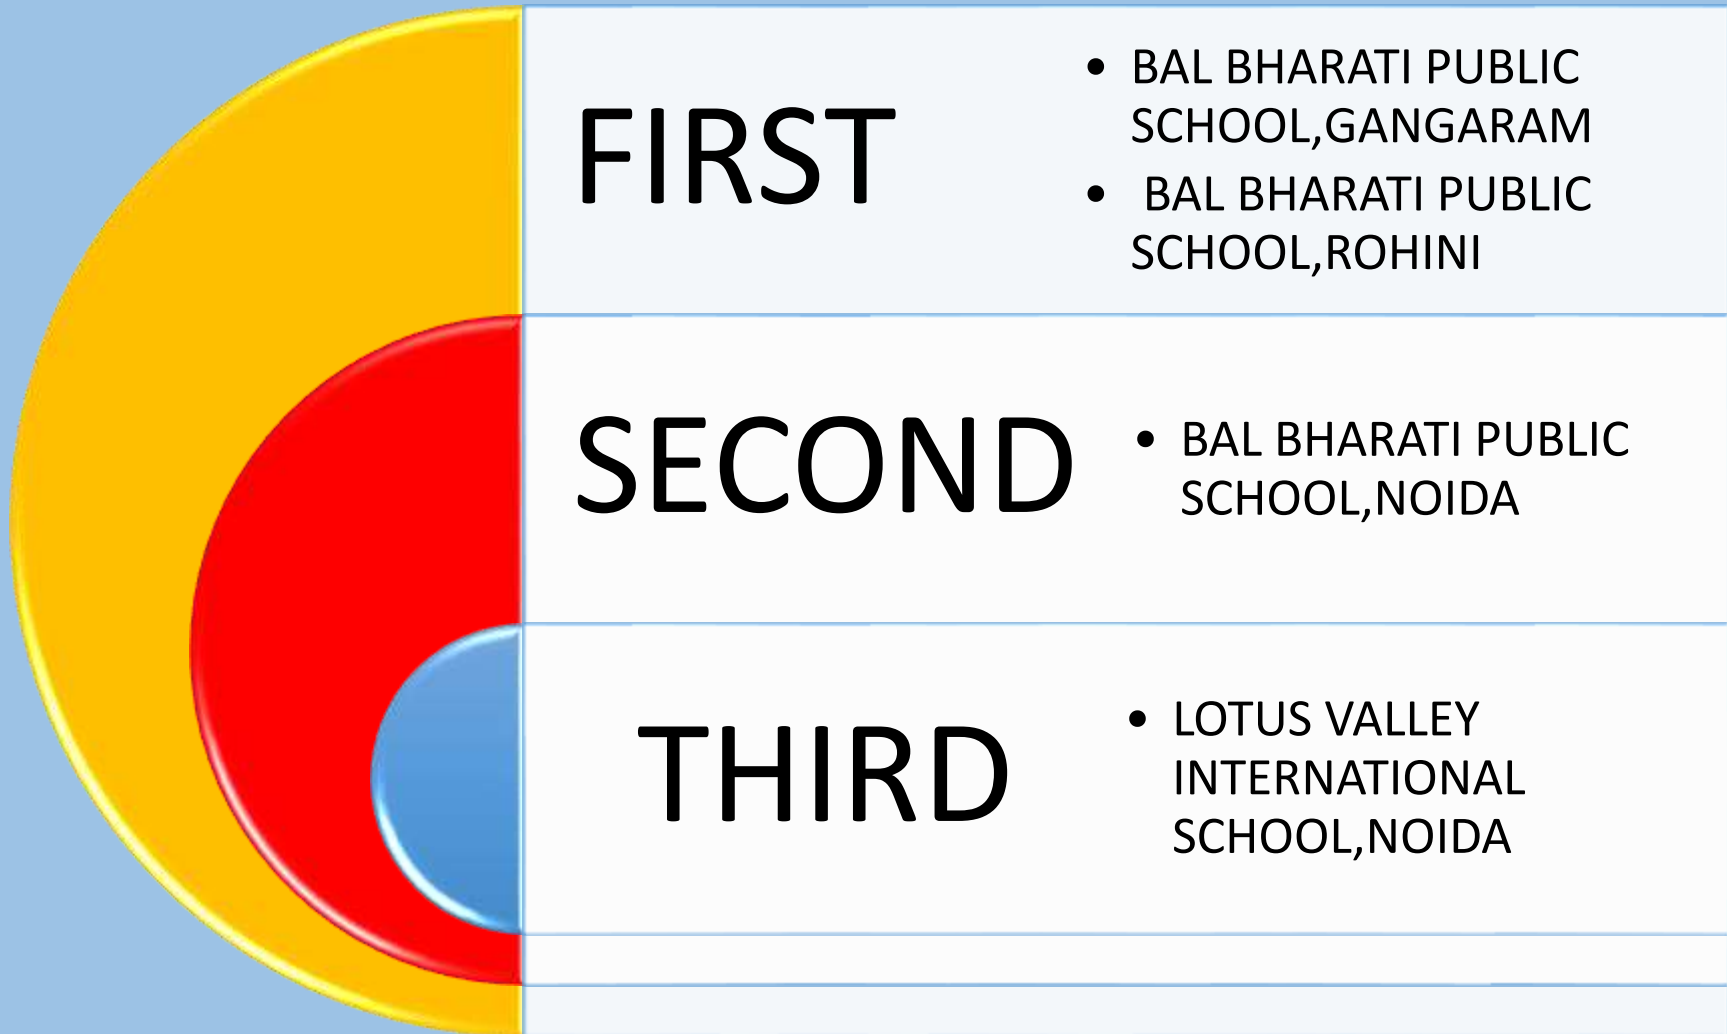 FIRST
• BAL BHARATI PUBLIC
SCHOOL,GANGARAM
• BAL BHARATI PUBLIC
SCHOOL,ROHINI
SECOND
• BAL BHARATI PUBLIC
SCHOOL,NOIDA
THIRD
• LOTUS VALLEY
INTERNATIONAL
SCHOOL,NOIDA